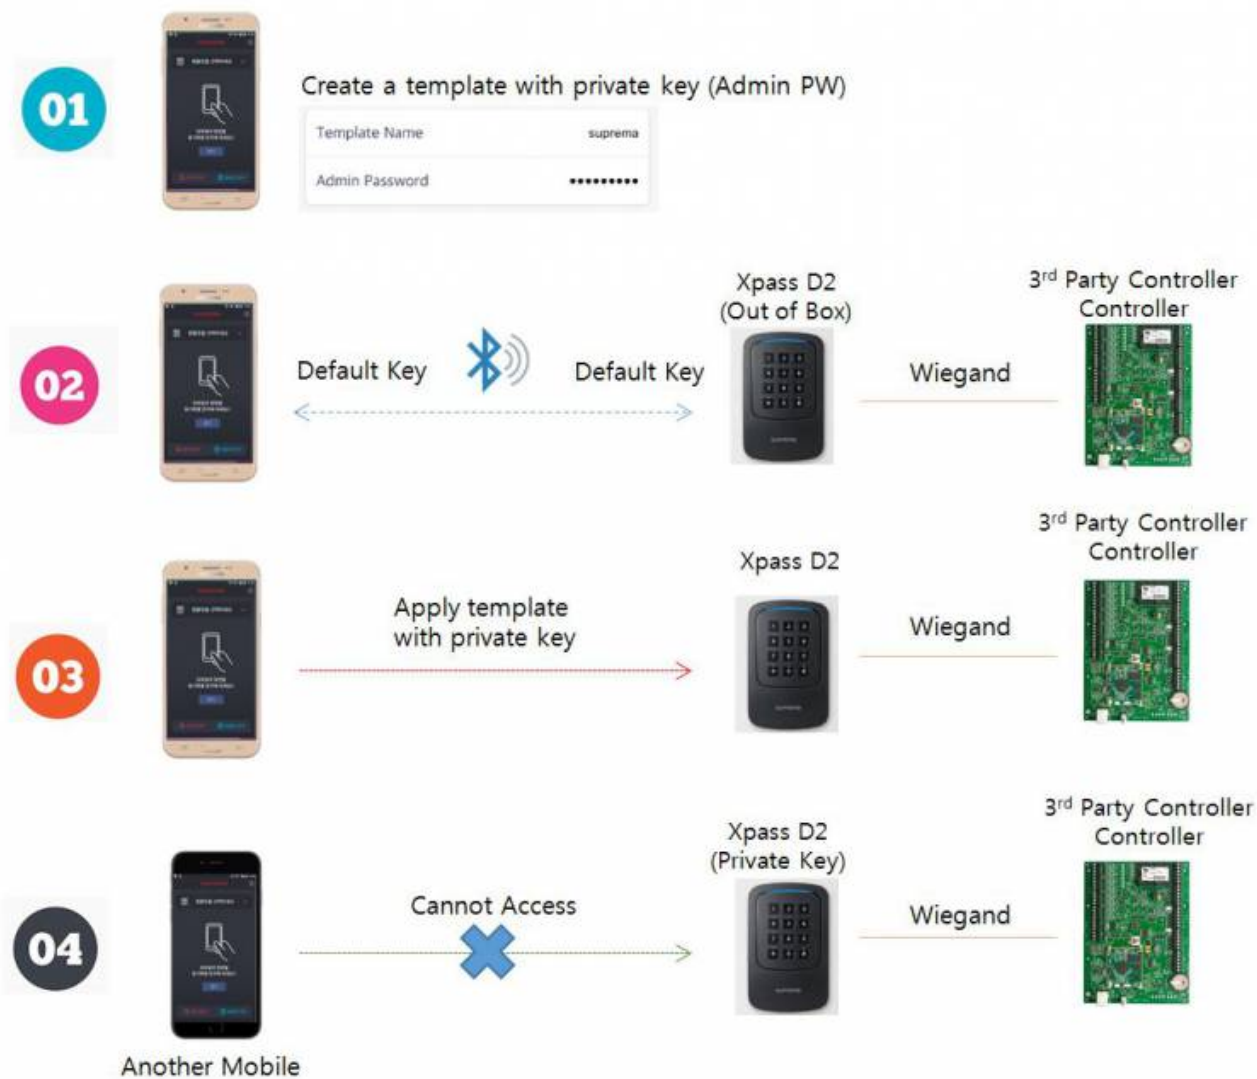 01
Create a template with private key (Admin PW)
Template Name
suprema
Admin Password
•••••••••
02
Default Key
Default Key
Xpass D2
(Out of Box)
Wiegand
3rd Party Controller
Controller
03
Apply template
with private key
Xpass D2
Wiegand
3rd Party Controller
Controller
04
Another Mobile
Cannot Access
Xpass D2
(Private Key)
Wiegand
3rd Party Controller
Controller